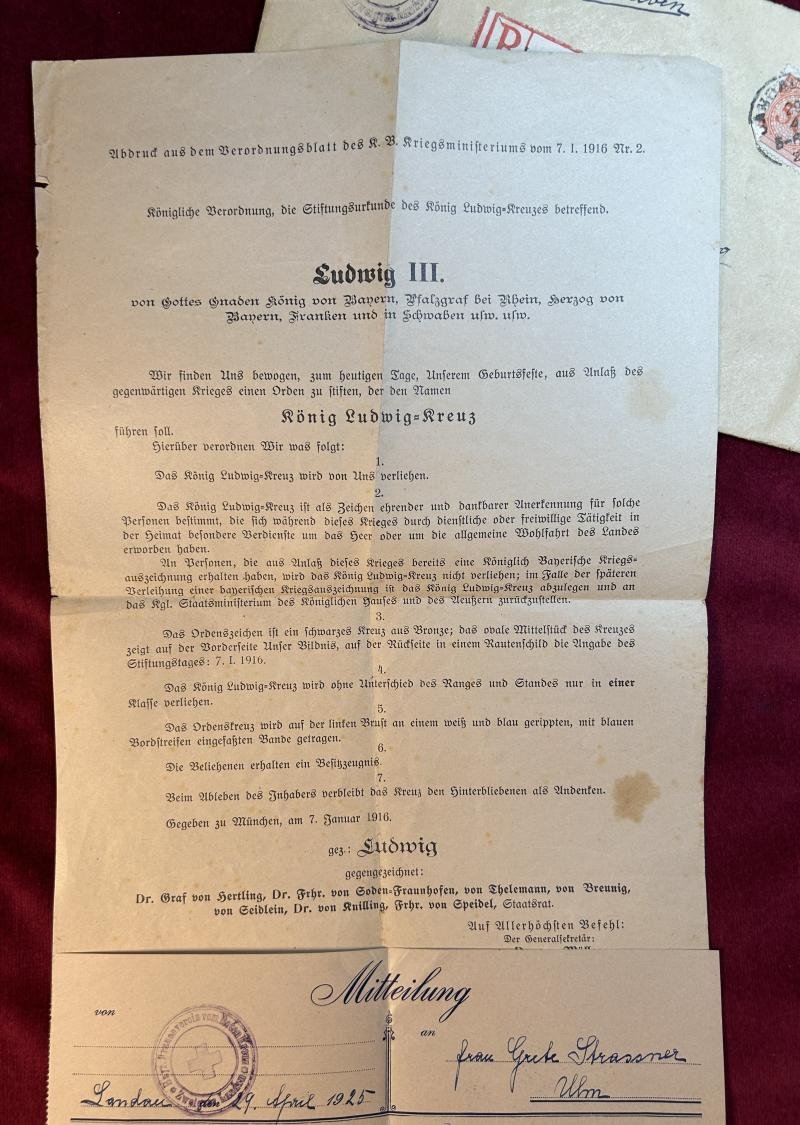 R
Abdruck aus dem Verordnungsblatt des K. B. Kriegsministeriums vom 7. I. 1916 Nr. 2.
Königliche Verordnung, die Stiftungsurkunde des König Ludwig=Kreuzes betreffend.
Ludwig III.
von Gottes Gnaden König von Bayern, Pfalzgraf bei Rhein, Herzog von
Bayern, Franken und in Schwaben usw. usw.
Wir finden Uns bewogen, zum heutigen Tage, Unserem Geburtsfeste, aus Anlaß des
gegenwärtigen Krieges einen Orden zu stiften, der den Namen
König Ludwig=Kreuz
führen soll.
Hierüber verordnen Wir was folgt:
1.
Das König Ludwig=Kreuz wird von Uns verliehen.
2.
Das König Ludwig=Kreuz ist als Zeichen ehrender und dankbarer Anerkennung für solche
Personen bestimmt, die sich während dieses Krieges durch dienstliche oder freiwillige Tätigkeit in
der Heimat besondere Verdienste um das Heer oder um die allgemeine Wohlfahrt des Landes
erworben haben.
An Personen, die aus Anlaß dieses Krieges bereits eine Königlich Bayerische Kriegs=
auszeichnung erhalten haben, wird das König Ludwig=Kreuz nicht verliehen; im Falle der späteren
Verleihung einer bayerischen Kriegsauszeichnung ist das König Ludwig=Kreuz abzulegen und an
das Kgl. Staatsministerium des Königlichen Hauses und des Aeußern zurückzustellen.
3.
Das Ordenszeichen ist ein schwarzes Kreuz aus Bronze; das ovale Mittelstück des Kreuzes
zeigt auf der Vorderseite Unser Bildnis, auf der Rückseite in einem Rautenschild die Angabe des
Stiftungstages: 7. I. 1916.
4.
Das König Ludwig=Kreuz wird ohne Unterschied des Ranges und Standes nur in einer
Klasse verliehen.
5.
Das Ordenskreuz wird auf der linken Brust an einem weiß und blau gerippten, mit blauen
Bordstreifen eingefaßten Bande getragen.
6.
Die Beliehenen erhalten ein Besitzzeugnis.
7.
Beim Ableben des Inhabers verbleibt das Kreuz den Hinterbliebenen als Andenken.
Gegeben zu München, am 7. Januar 1916.
gez.: Ludwig
gegengezeichnet:
Dr. Graf von Hertling, Dr. Frhr. von Soden=Fraunhofen, von Thelemann, von Breunig,
von Seidlein, Dr. von Knilling, Frhr. von Speidel, Staatsrat.
Auf Allerhöchsten Befehl:
Der Generalsekretär:
Mitteilung
von
an
Frauenverein vom Roten Kreuz
Frau Grete Strassner
Ulm
Landau den 29. April 1925